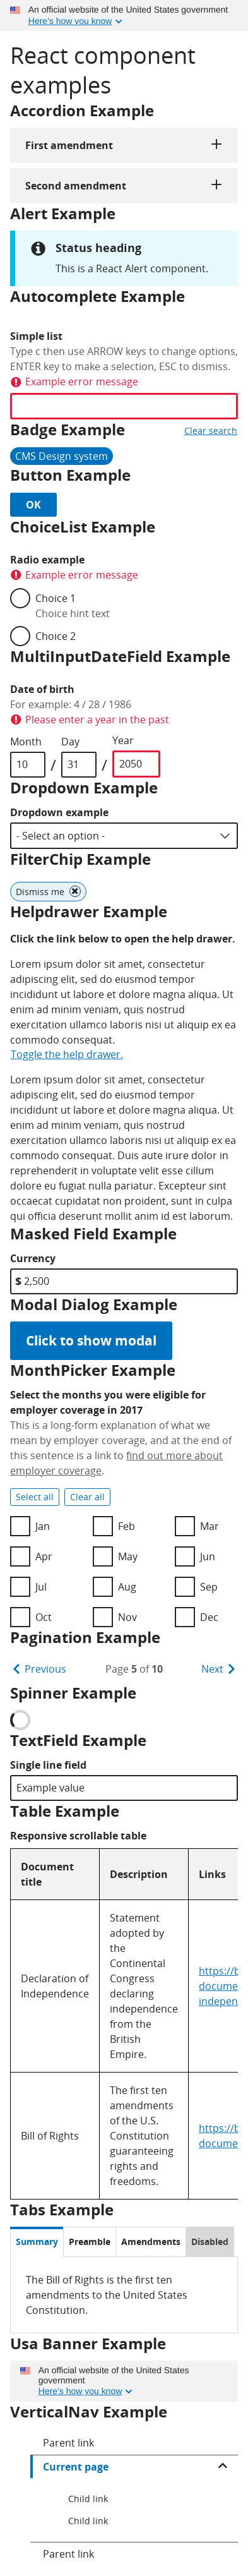 An official website of the United States government
Here's how you know
React component
examples
Accordion Example
First amendment
Second amendment
Alert Example
Status heading
This is a React Alert component.
Autocomplete Example
Simple list
Type c then use ARROW keys to change options,
ENTER key to make a selection, ESC to dismiss.
Example error message
Clear search
Badge Example
CMS Design system
Button Example
OK
ChoiceList Example
Radio example
Example error message
Choice 1
Choice hint text
Choice 2
MultiInputDateField Example
Date of birth
For example: 4 / 28 / 1986
Please enter a year in the past
Month Day Year
10 / 31 / 2050
Dropdown Example
Dropdown example
- Select an option -
FilterChip Example
Dismiss me
Helpdrawer Example
Click the link below to open the help drawer.
Lorem ipsum dolor sit amet, consectetur
adipiscing elit, sed do eiusmod tempor
incididunt ut labore et dolore magna aliqua. Ut
enim ad minim veniam, quis nostrud
exercitation ullamco laboris nisi ut aliquip ex ea
commodo consequat.
Toggle the help drawer.
Lorem ipsum dolor sit amet, consectetur
adipiscing elit, sed do eiusmod tempor
incididunt ut labore et dolore magna aliqua. Ut
enim ad minim veniam, quis nostrud
exercitation ullamco laboris nisi ut aliquip ex ea
commodo consequat. Duis aute irure dolor in
reprehenderit in voluptate velit esse cillum
dolore eu fugiat nulla pariatur. Excepteur sint
occaecat cupidatat non proident, sunt in culpa
qui officia deserunt mollit anim id est laborum.
Masked Field Example
Currency
$ 2,500
Modal Dialog Example
Click to show modal
MonthPicker Example
Select the months you were eligible for
employer coverage in 2017
This is a long-form explanation of what we
mean by employer coverage, and at the end of
this sentence is a link to find out more about
employer coverage.
Select all Clear all
Jan Feb Mar
Apr May Jun
Jul Aug Sep
Oct Nov Dec
Pagination Example
Previous Page 5 of 10 Next
Spinner Example
TextField Example
Single line field
Example value
Table Example
Responsive scrollable table
Document
title
Description
Links
Declaration of
Independence
Statement
adopted by
the
Continental
Congress
declaring
independence
from the
British
Empire.
https://b
docume
indepen
Bill of Rights
The first ten
amendments
of the U.S.
Constitution
guaranteeing
rights and
freedoms.
https://b
docume
Tabs Example
Summary Preamble Amendments Disabled
The Bill of Rights is the first ten
amendments to the United States
Constitution.
Usa Banner Example
An official website of the United States
government
Here's how you know
VerticalNav Example
Parent link
Current page
Child link
Child link
Parent link